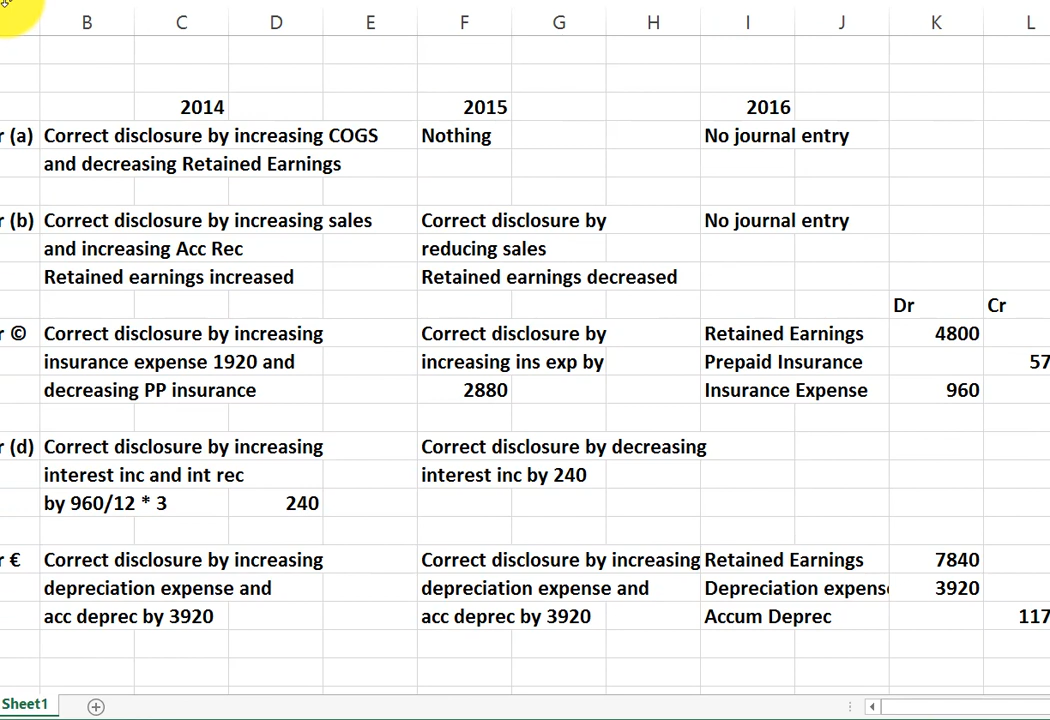 B C D E F G H I J K L
2014 2015 2016
r (a) Correct disclosure by increasing COGS Nothing No journal entry
and decreasing Retained Earnings
r (b) Correct disclosure by increasing sales Correct disclosure by No journal entry
and increasing Acc Rec reducing sales
Retained earnings increased Retained earnings decreased
Dr Cr
r © Correct disclosure by increasing Correct disclosure by Retained Earnings 4800
insurance expense 1920 and increasing ins exp by Prepaid Insurance 57
decreasing PP insurance 2880 Insurance Expense 960
r (d) Correct disclosure by increasing Correct disclosure by decreasing
interest inc and int rec interest inc by 240
by 960/12 * 3 240
r € Correct disclosure by increasing Correct disclosure by increasing Retained Earnings 7840
depreciation expense and depreciation expense and Depreciation expense 3920
acc deprec by 3920 acc deprec by 3920 Accum Deprec 117
Sheet1